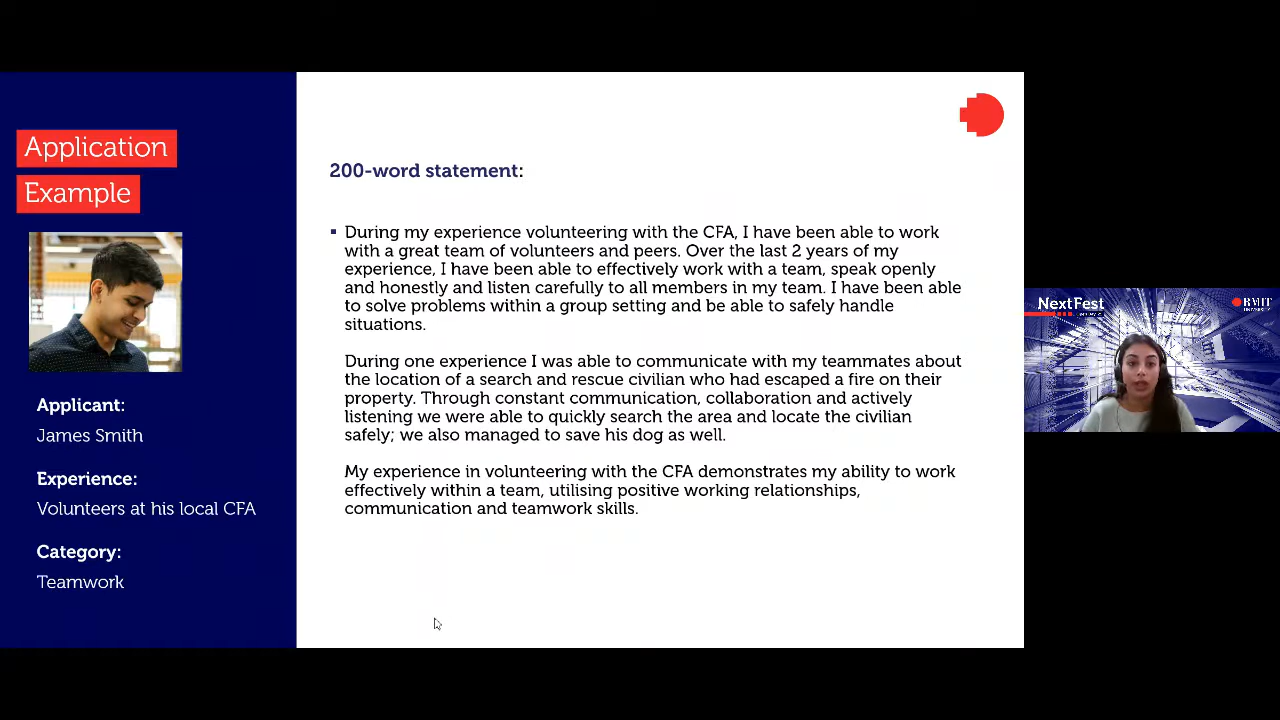 Application
Example
Applicant:
James Smith
Experience:
Volunteers at his local CFA
Category:
Teamwork
200-word statement:
During my experience volunteering with the CFA, I have been able to work
with a great team of volunteers and peers. Over the last 2 years of my
experience, I have been able to effectively work with a team, speak openly
and honestly and listen carefully to all members in my team. I have been able
to solve problems within a group setting and be able to safely handle
situations.
During one experience I was able to communicate with my teammates about
the location of a search and rescue civilian who had escaped a fire on their
property. Through constant communication, collaboration and actively
listening we were able to quickly search the area and locate the civilian
safely; we also managed to save his dog as well.
My experience in volunteering with the CFA demonstrates my ability to work
effectively within a team, utilising positive working relationships,
communication and teamwork skills.
NextFest
RMIT
UNIVERSITY